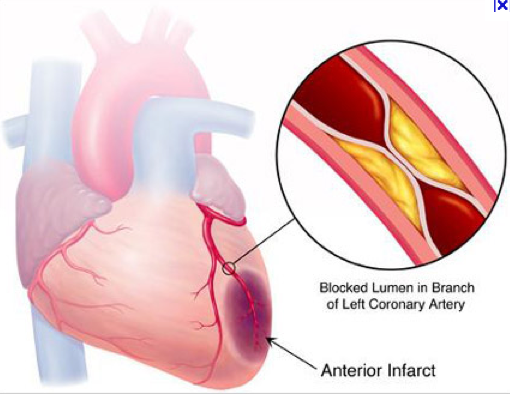 Blocked Lumen in Branch
of Left Coronary Artery
Anterior Infarct